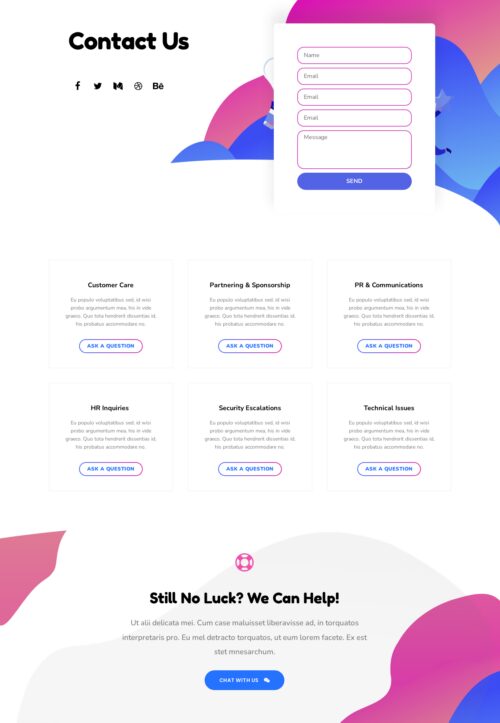 Contact Us
Bē
Name
Email
Email
Email
Message
SEND
Customer Care
Eu populo voluptatibus sed, id wisi
probo argumentum mea, his in vide
graeco. Quo tota hendrerit dissentias id,
his probatus accommodare no.
ASK A QUESTION
Partnering & Sponsorship
Eu populo voluptatibus sed, id wisi
probo argumentum mea, his in vide
graeco. Quo tota hendrerit dissentias id,
his probatus accommodare no.
ASK A QUESTION
PR & Communications
Eu populo voluptatibus sed, id wisi
probo argumentum mea, his in vide
graeco. Quo tota hendrerit dissentias id,
his probatus accommodare no.
ASK A QUESTION
HR Inquiries
Eu populo voluptatibus sed, id wisi
probo argumentum mea, his in vide
graeco. Quo tota hendrerit dissentias id,
his probatus accommodare no.
ASK A QUESTION
Security Escalations
Eu populo voluptatibus sed, id wisi
probo argumentum mea, his in vide
graeco. Quo tota hendrerit dissentias id,
his probatus accommodare no.
ASK A QUESTION
Technical Issues
Eu populo voluptatibus sed, id wisi
probo argumentum mea, his in vide
graeco. Quo tota hendrerit dissentias id,
his probatus accommodare no.
ASK A QUESTION
Still No Luck? We Can Help!
Ut alii delicata mei. Cum case maluisset liberavisse ad, in torquatos
interpretaris pro. Eu mel detracto torquatos, ut eum lorem facete. Ex est
stet mnesarchum.
CHAT WITH US